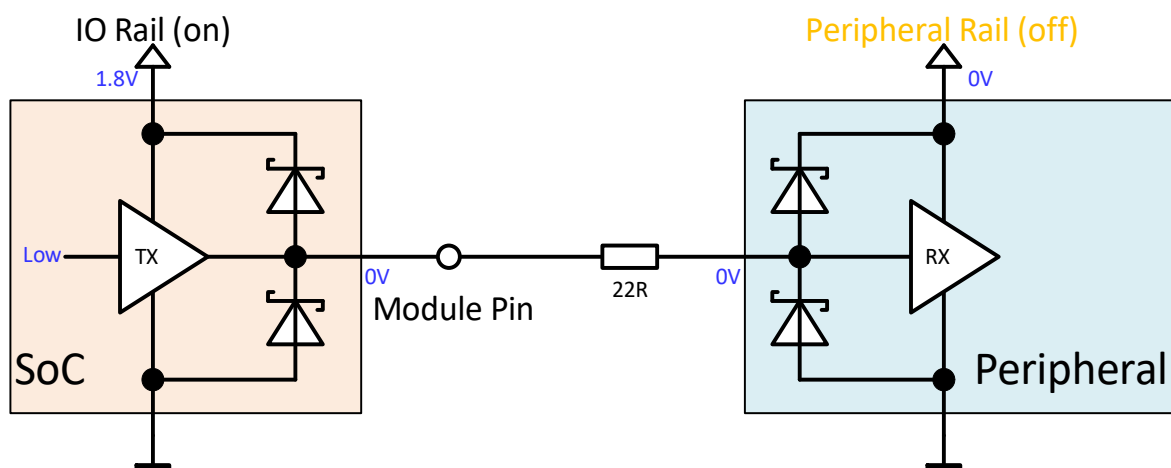 IO Rail (on)
Peripheral Rail (off)
1.8V
0V
Low
TX
0V
0V
RX
22R
Module Pin
SoC
Peripheral